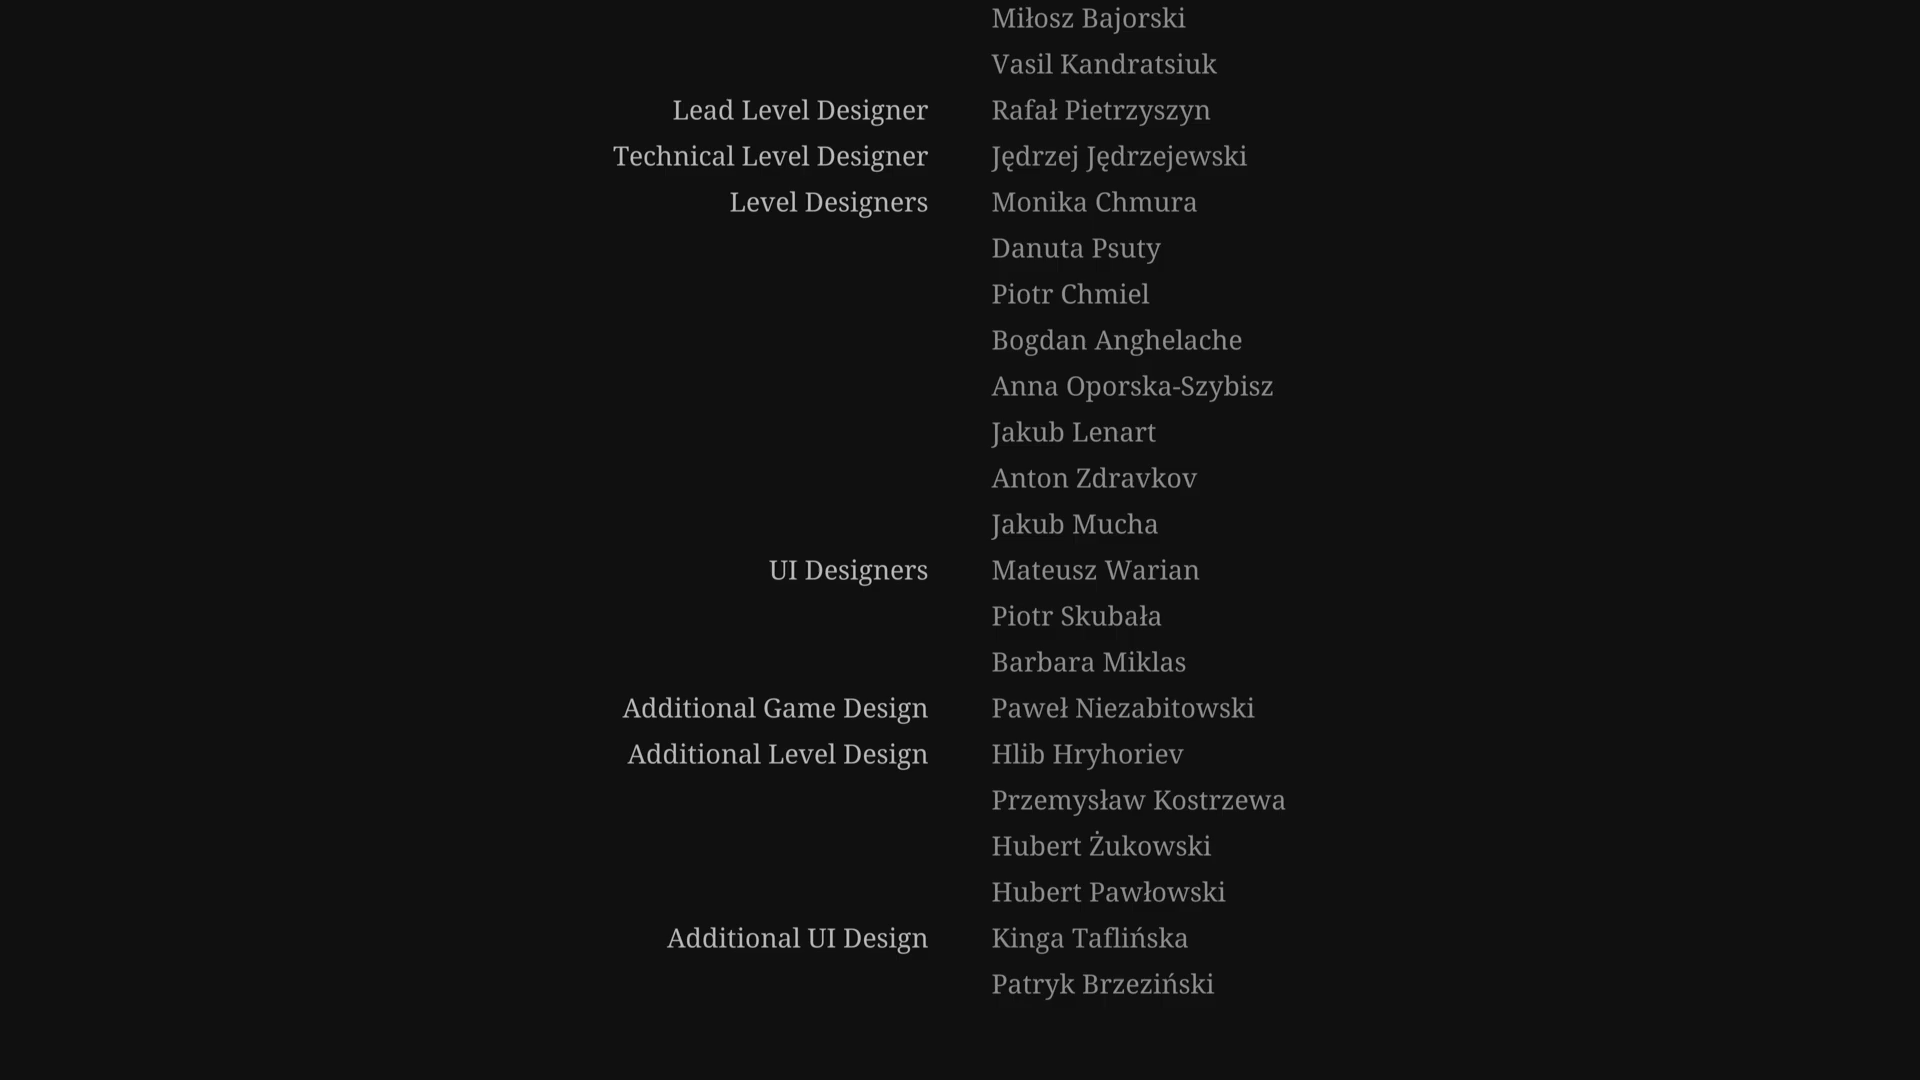 Miłosz Bajorski
Vasil Kandratsiuk
Lead Level Designer Rafał Pietrzyszyn
Technical Level Designer Jędrzej Jędrzejewski
Level Designers Monika Chmura
Danuta Psuty
Piotr Chmiel
Bogdan Anghelache
Anna Oporska-Szybisz
Jakub Lenart
Anton Zdravkov
Jakub Mucha
UI Designers Mateusz Warian
Piotr Skubała
Barbara Miklas
Additional Game Design Paweł Niezabitowski
Additional Level Design Hlib Hryhoriev
Przemysław Kostrzewa
Hubert Żukowski
Hubert Pawłowski
Additional UI Design Kinga Taflińska
Patryk Brzeziński